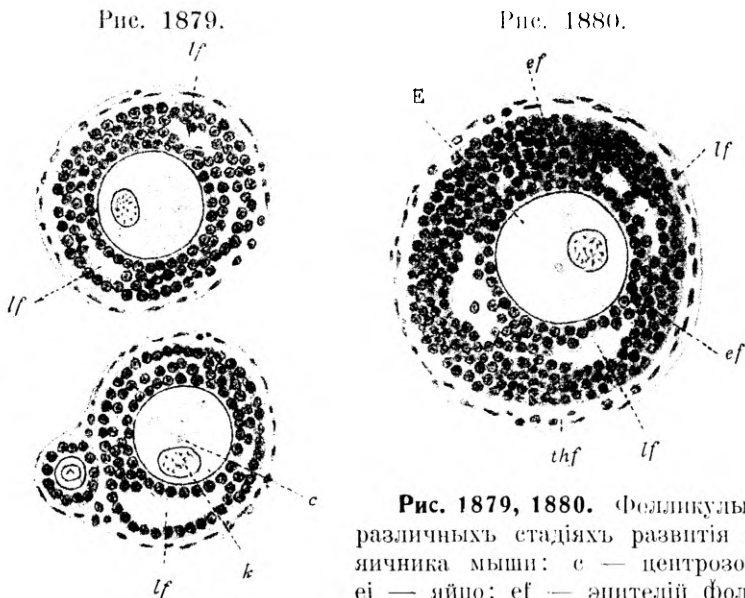 Рис. 1879.
Рис. 1880.
lf
ef
E
lf
lf
ef
thf
lf
c
k
lf
Рис. 1879, 1880. Фолликулы
различныхъ стадіяхъ развитія
яичника мыши: c — центрозо
ei — яйцо; ef — эпителій фол